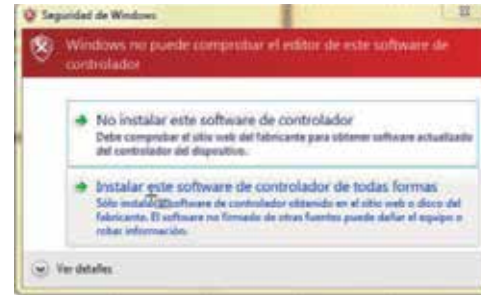 Seguridad de Windows
Windows no puede comprobar el editor de este software de
controlador
No instalar este software de controlador
Debe comprobar el sitio web del fabricante para obtener software actualizado
del controlador del dispositivo.
Instalar este software de controlador de todas formas
Sólo instale software de controlador obtenido en el sitio web o disco del
fabricante. El software no firmado de otras fuentes puede dañar el equipo o
robar información.
Ver detalles